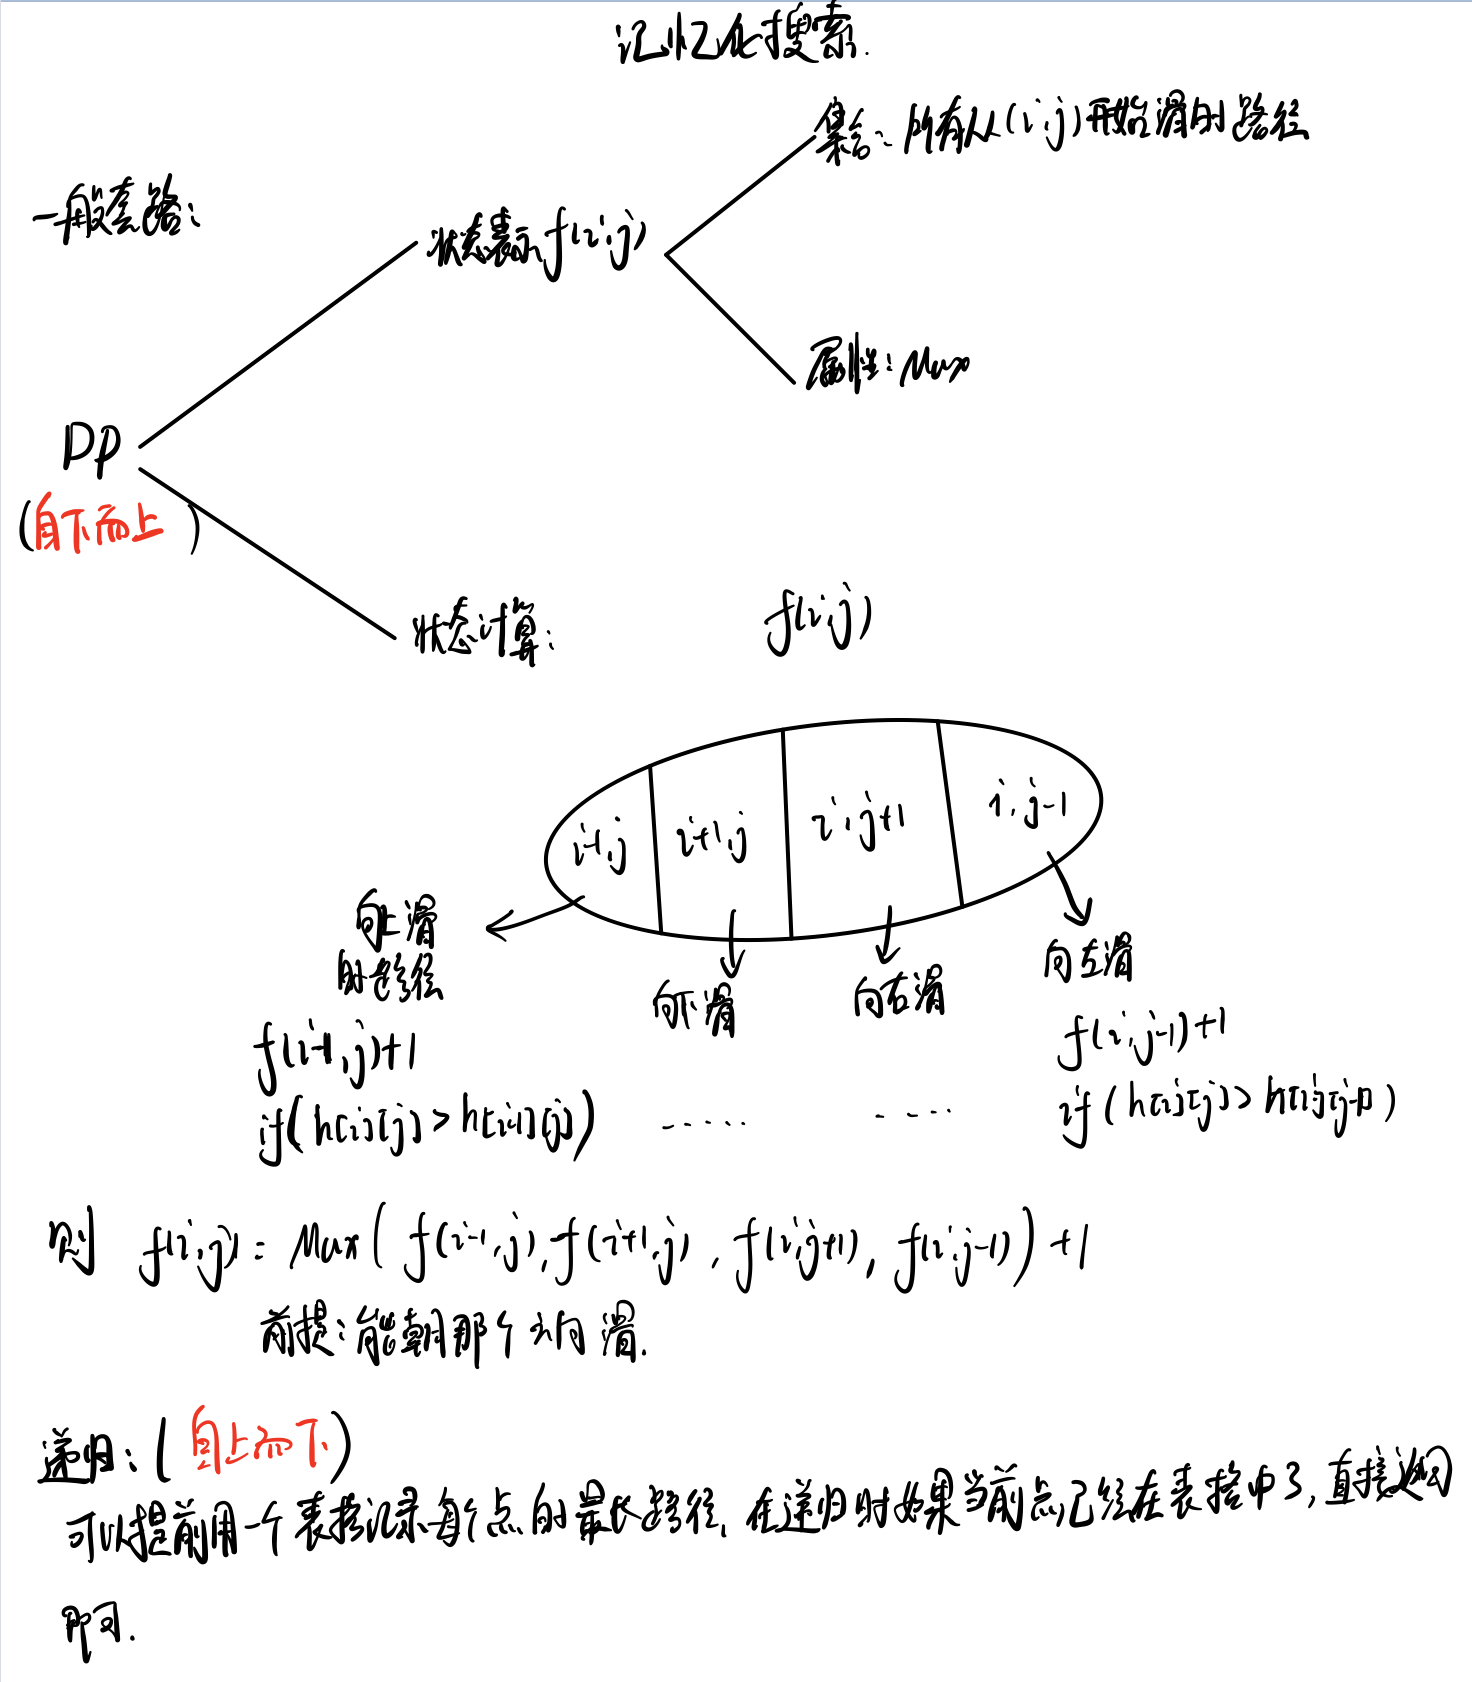 记忆化搜索.
集合: 所有从(i,j)开始滑的路径
一般套路:
状态表示f(i,j)
属性: Max
DP
(自下而上)
状态计算:
f(i,j)
i-1,j
i+1,j
i,j+1
i,j-1
向上滑
的路径
向下滑
向右滑
向左滑
f(i-1,j)+1
f(i,j-1)+1
if(h[i][j]>h[i-1][j])
.....
....
if(h[i][j]>h[i][j-1])
则 f(i,j) = Max(f(i-1,j),f(i+1,j),f(i,j+1),f(i,j-1))+1
前提: 能朝那个方向滑.
递归: (自上而下)
可以提前用一个表格记录每个点的最长路径, 在递归时如果当前点已经在表格中了,直接返回
即可.